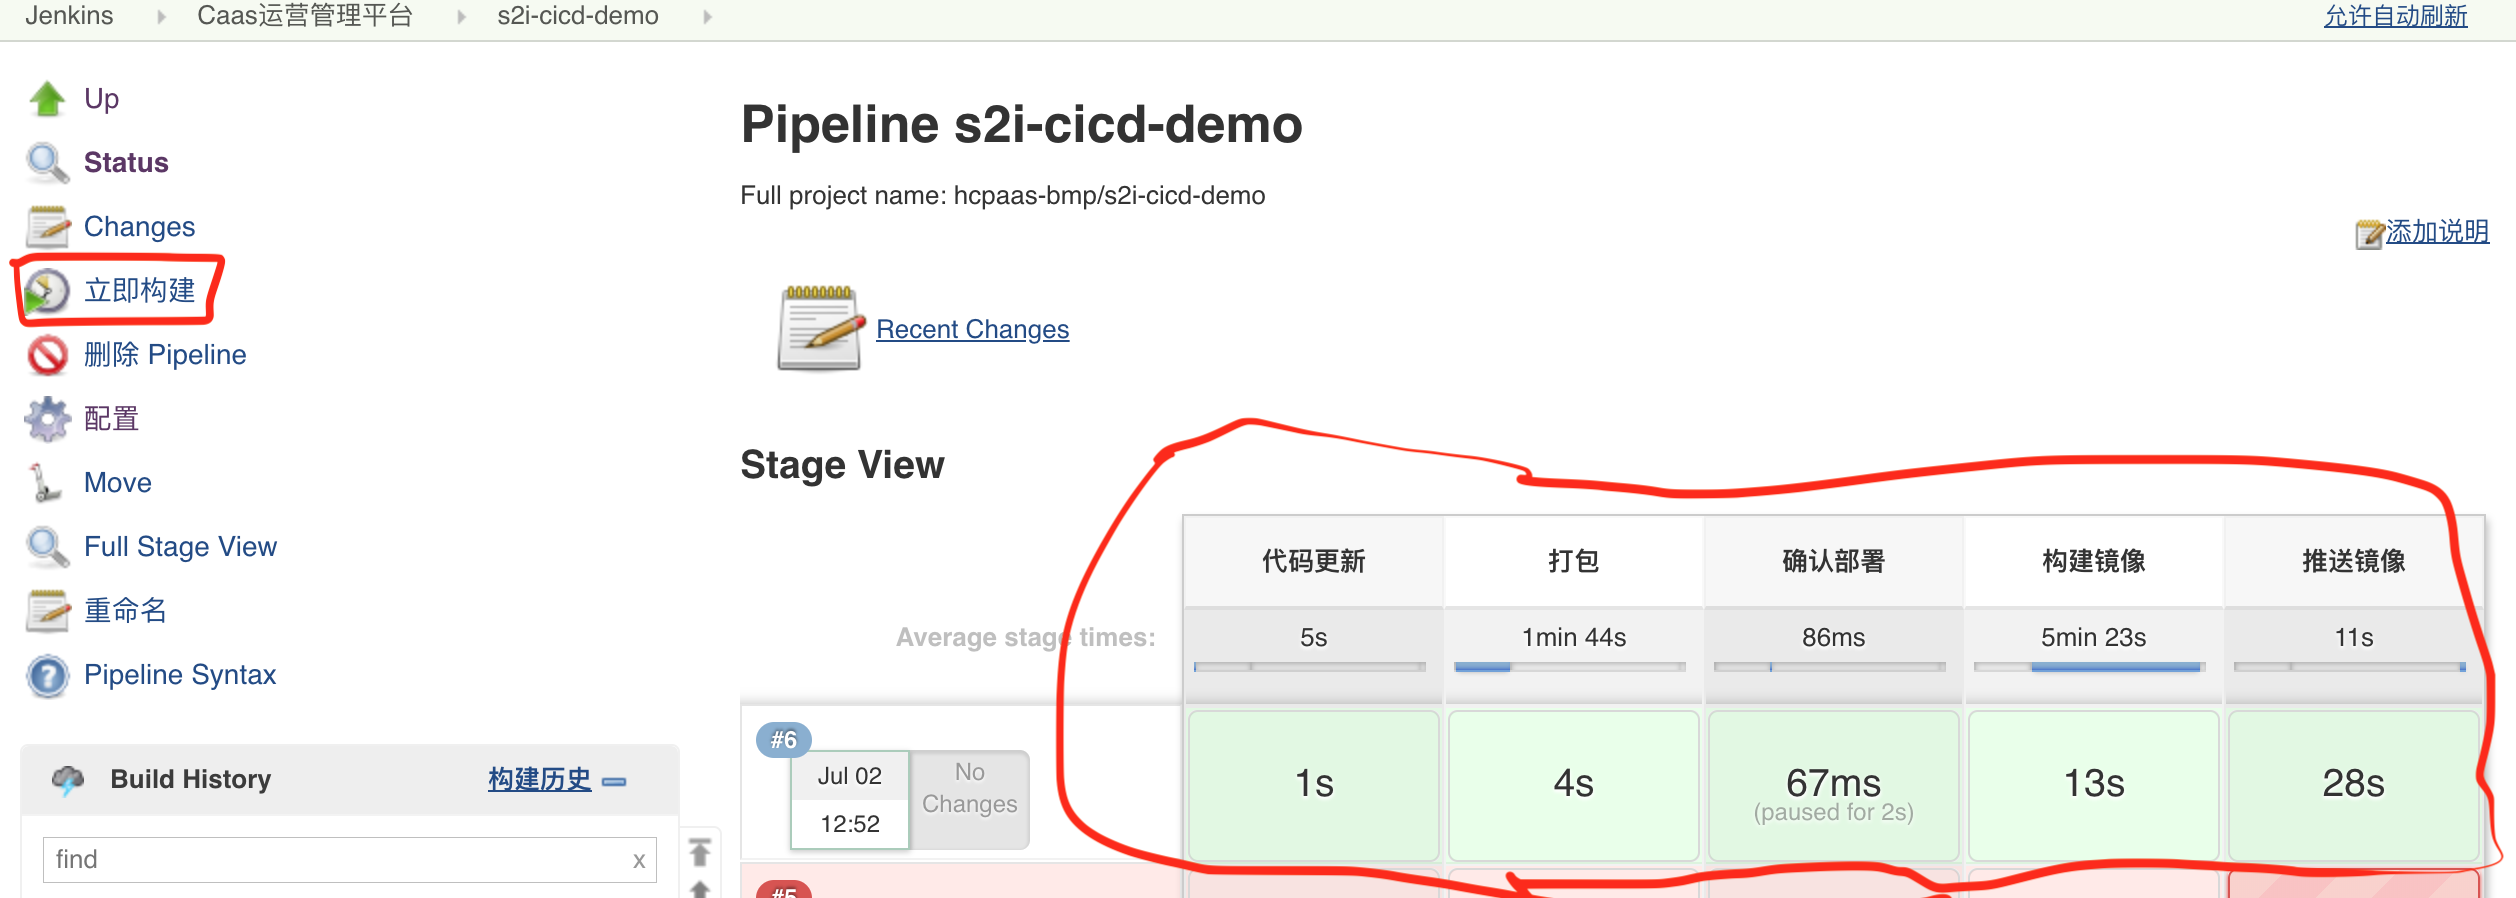 Jenkins Caas运营管理平台 s2i-cicd-demo 允许自动刷新
Up
Status
Changes
立即构建
删除 Pipeline
配置
Move
Full Stage View
重命名
Pipeline Syntax
Build History 构建历史
find x
Pipeline s2i-cicd-demo
Full project name: hcpaas-bmp/s2i-cicd-demo
添加说明
Recent Changes
Stage View
代码更新 打包 确认部署 构建镜像 推送镜像
Average stage times: 5s 1min 44s 86ms 5min 23s 11s
#6
Jul 02
12:52
No
Changes
1s 4s 67ms 13s 28s
(paused for 2s)
#5